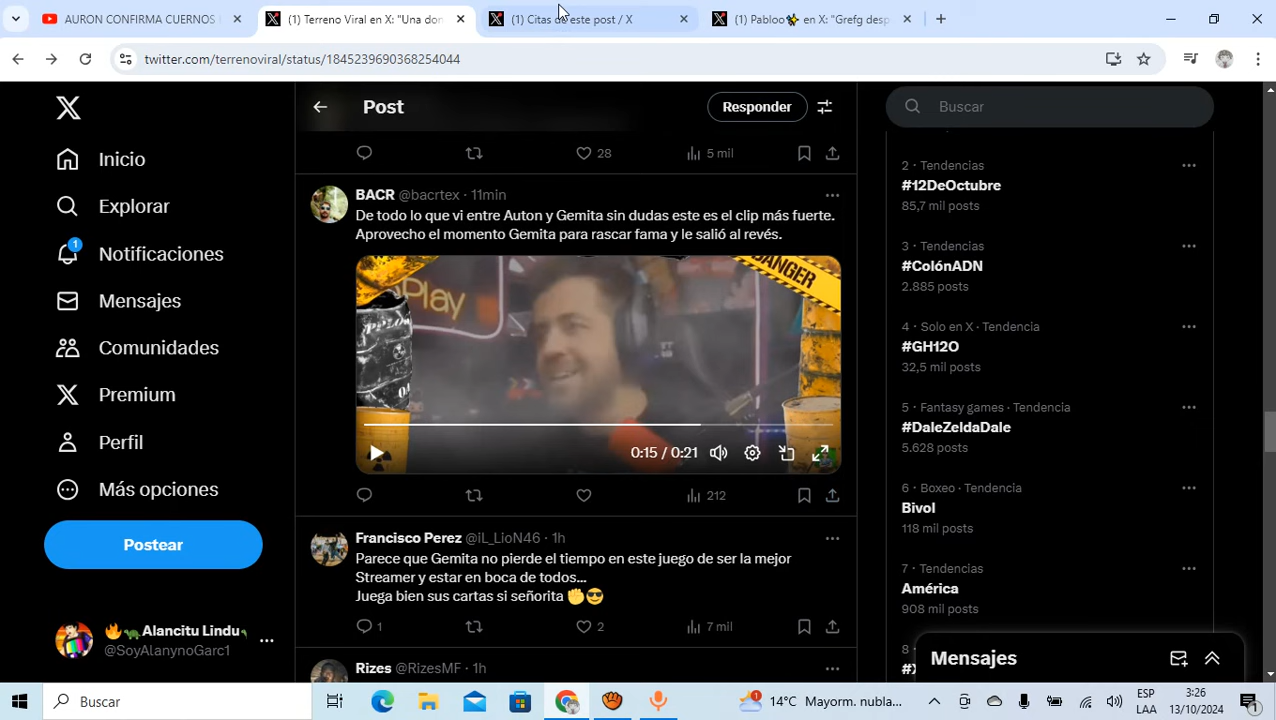 AURON CONFIRMA CUERNOS
(1) Terreno Viral en X: "Una don
(1) Citas de este post / X
(1) Pabloo en X: "Grefg desp
twitter.com/terrenoviral/status/1845239690368254044
Inicio
Explorar
1
Notificaciones
Mensajes
Comunidades
Premium
Perfil
Más opciones
Postear
Alancitu Lindu
@SoyAlanynoGarc1
Post
Responder
28
5 mil
BACR @bacrtex · 11min
De todo lo que vi entre Auton y Gemita sin dudas este es el clip más fuerte.
Aprovecho el momento Gemita para rascar fama y le salió al revés.
Play
DANGER
0:15 / 0:21
212
Francisco Perez @iL_LioN46 · 1h
Parece que Gemita no pierde el tiempo en este juego de ser la mejor
Streamer y estar en boca de todos...
Juega bien sus cartas si señorita ✊😎
1
2
7 mil
Rizes @RizesMF · 1h
Buscar
2 · Tendencias
#12DeOctubre
85,7 mil posts
3 · Tendencias
#ColónADN
2.885 posts
4 · Solo en X · Tendencia
#GH12O
32,5 mil posts
5 · Fantasy games · Tendencia
#DaleZeldaDale
5.628 posts
6 · Boxeo · Tendencia
Bivol
118 mil posts
7 · Tendencias
América
908 mil posts
8 ·
Mensajes
Buscar
1
14°C Mayorm. nubla...
ESP
LAA
3:26
13/10/2024
1